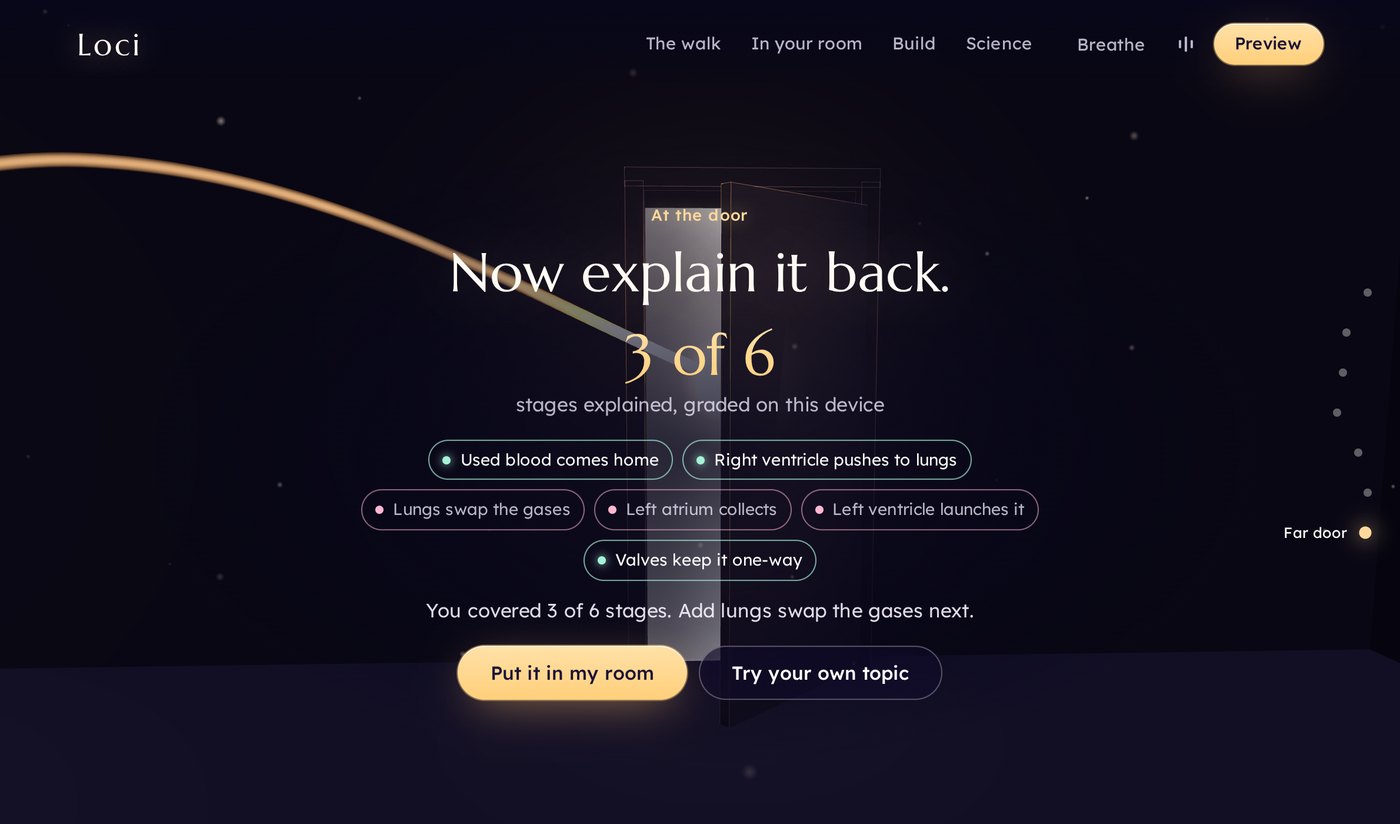 Loci
The walk
In your room
Build
Science
Breathe
Preview
At the door
Now explain it back.
3 of 6
stages explained, graded on this device
Used blood comes home
Right ventricle pushes to lungs
Lungs swap the gases
Left atrium collects
Left ventricle launches it
Far door
Valves keep it one-way
You covered 3 of 6 stages. Add lungs swap the gases next.
Put it in my room
Try your own topic